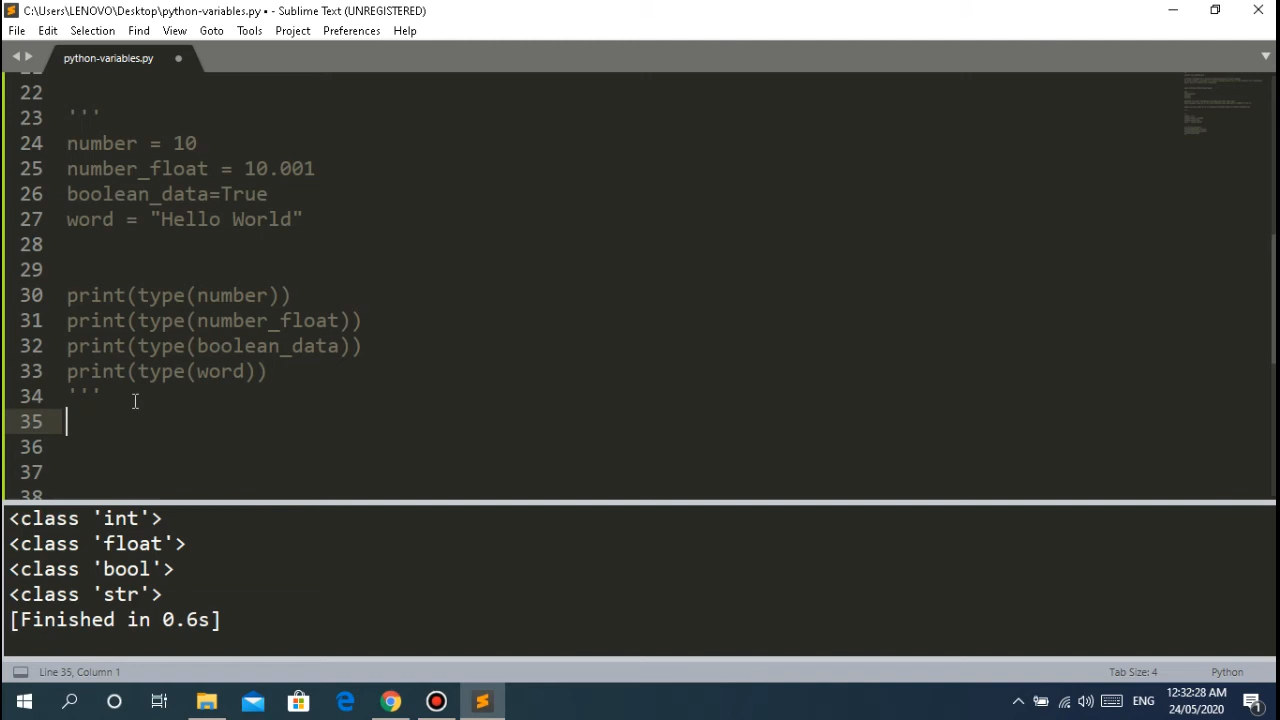 C:\Users\LENOVO\Desktop\python-variables.py • - Sublime Text (UNREGISTERED)
File Edit Selection Find View Goto Tools Project Preferences Help
python-variables.py
22
23 '''
24 number = 10
25 number_float = 10.001
26 boolean_data=True
27 word = "Hello World"
28
29
30 print(type(number))
31 print(type(number_float))
32 print(type(boolean_data))
33 print(type(word))
34 '''
35
36
37
38
<class 'int'>
<class 'float'>
<class 'bool'>
<class 'str'>
[Finished in 0.6s]
Line 35, Column 1 Tab Size: 4 Python
ENG 12:32:28 AM
24/05/2020 1